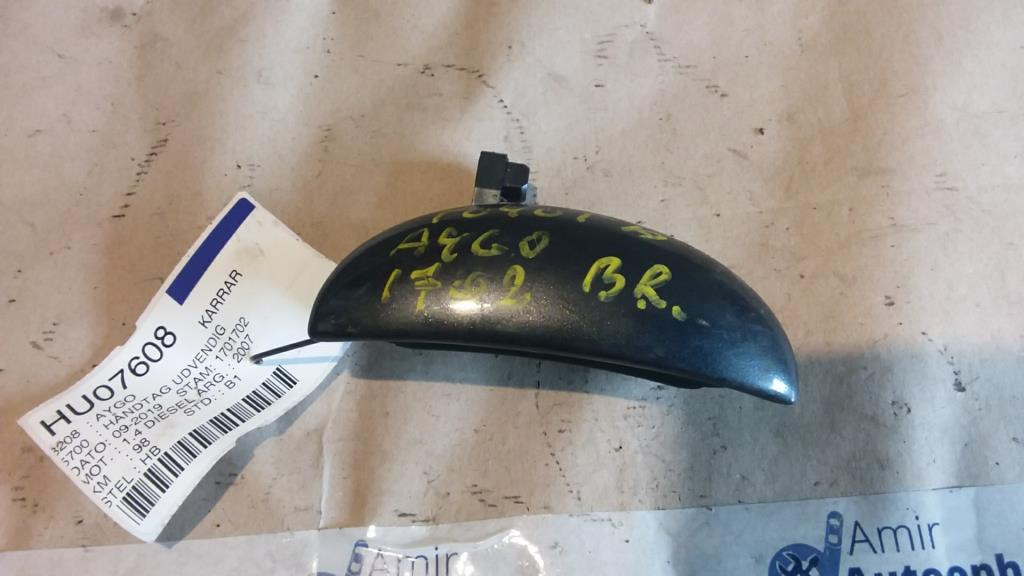 HU07608 KARRAR
3208 : AYGO
3700 : HÅNDTAG UDVENDIG
DATO: 09-2019 STAM: 1701702
MOT : 1.4 DIESEL ÅRG.: 2007
KM : 98 STD.: B1
STEL : HB
AYGO
1702 BR.
Amir
Amir